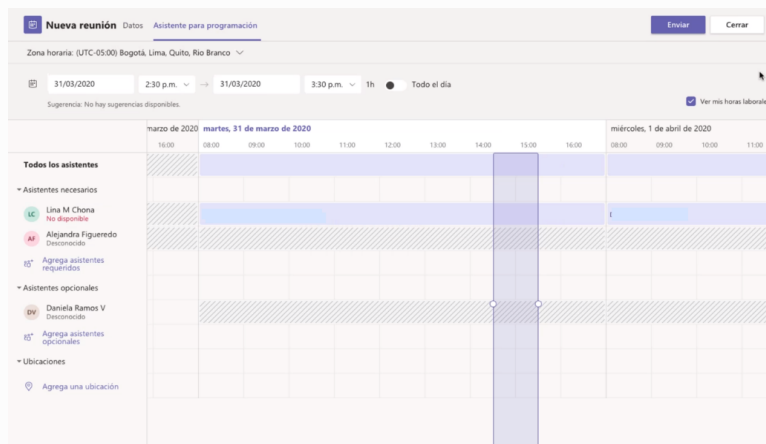 Nueva reunión Datos Asistente para programación Enviar Cerrar
Zona horaria: (UTC-05:00) Bogotá, Lima, Quito, Rio Branco
31/03/2020 2:30 p.m. → 31/03/2020 3:30 p.m. 1h Todo el día
Sugerencia: No hay sugerencias disponibles. Ver mis horas laborale
marzo de 2020 martes, 31 de marzo de 2020 miércoles, 1 de abril de 2020
16:00 08:00 09:00 10:00 11:00 12:00 13:00 14:00 15:00 16:00 08:00 09:00 10:00 11:00
Todos los asistentes
Asistentes necesarios
LC Lina M Chona
No disponible
AF Alejandra Figueredo
Desconocido
Agrega asistentes
requeridos
Asistentes opcionales
DV Daniela Ramos V
Desconocido
Agrega asistentes
opcionales
Ubicaciones
Agrega una ubicación